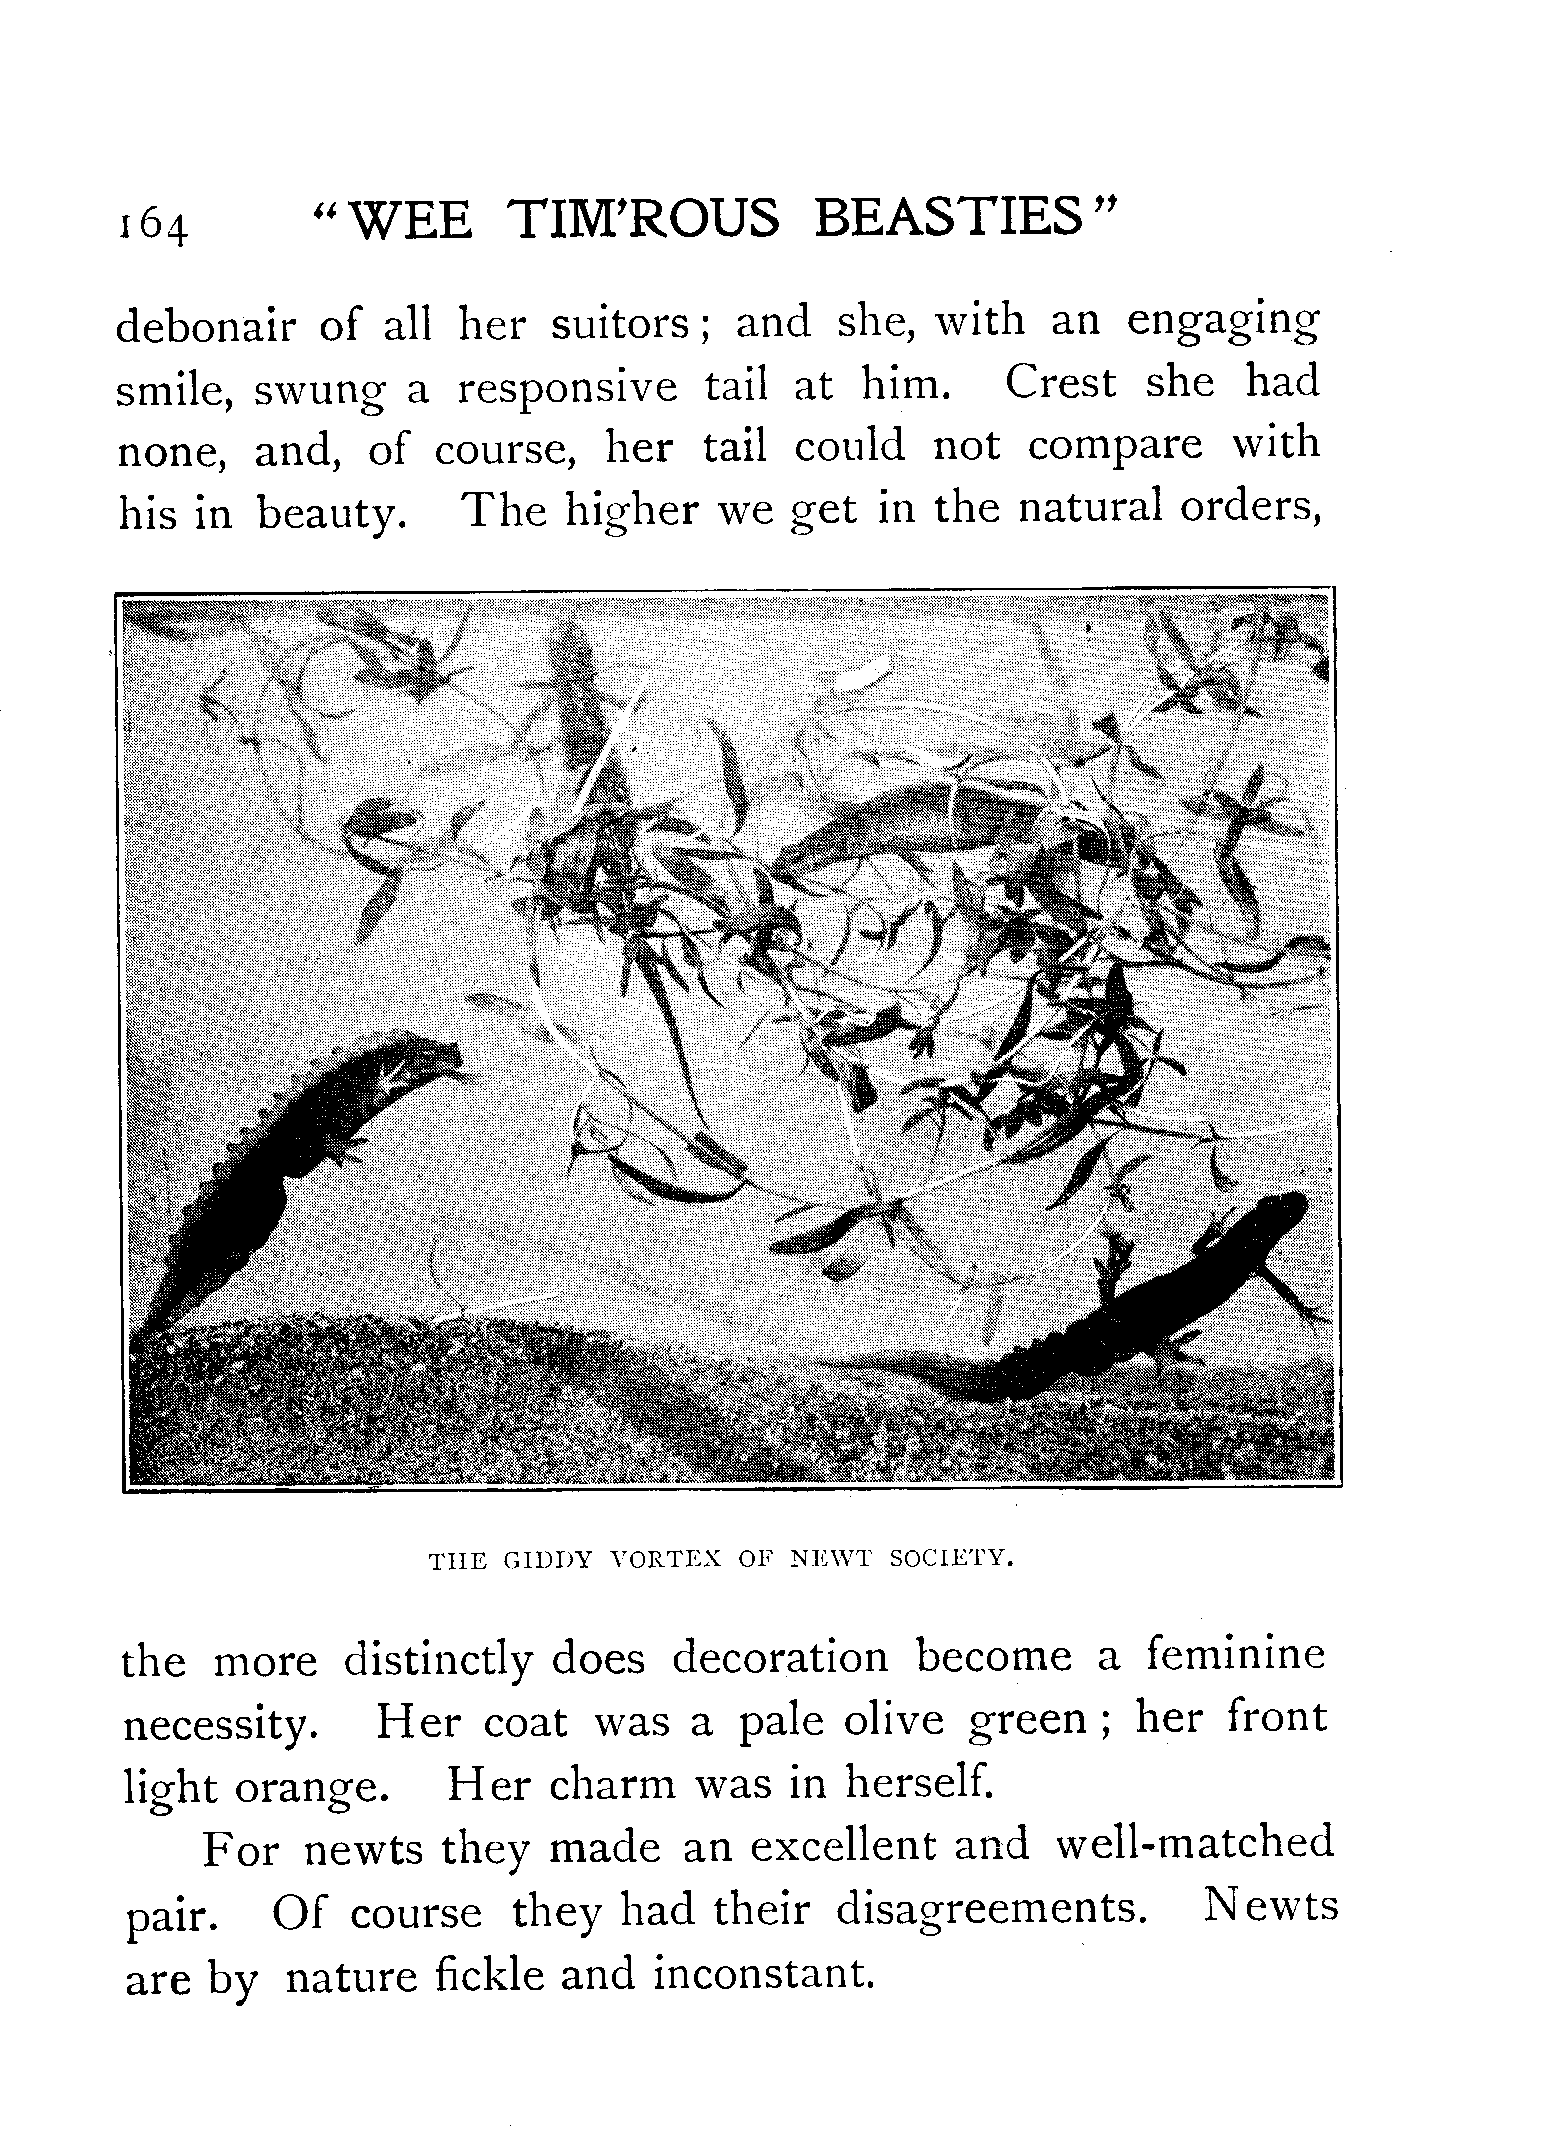 164 "WEE TIM'ROUS BEASTIES"
debonair of all her suitors; and she, with an engaging
smile, swung a responsive tail at him. Crest she had
none, and, of course, her tail could not compare with
his in beauty. The higher we get in the natural orders,
THE GIDDY VORTEX OF NEWT SOCIETY.
the more distinctly does decoration become a feminine
necessity. Her coat was a pale olive green; her front
light orange. Her charm was in herself.
For newts they made an excellent and well-matched
pair. Of course they had their disagreements. Newts
are by nature fickle and inconstant.